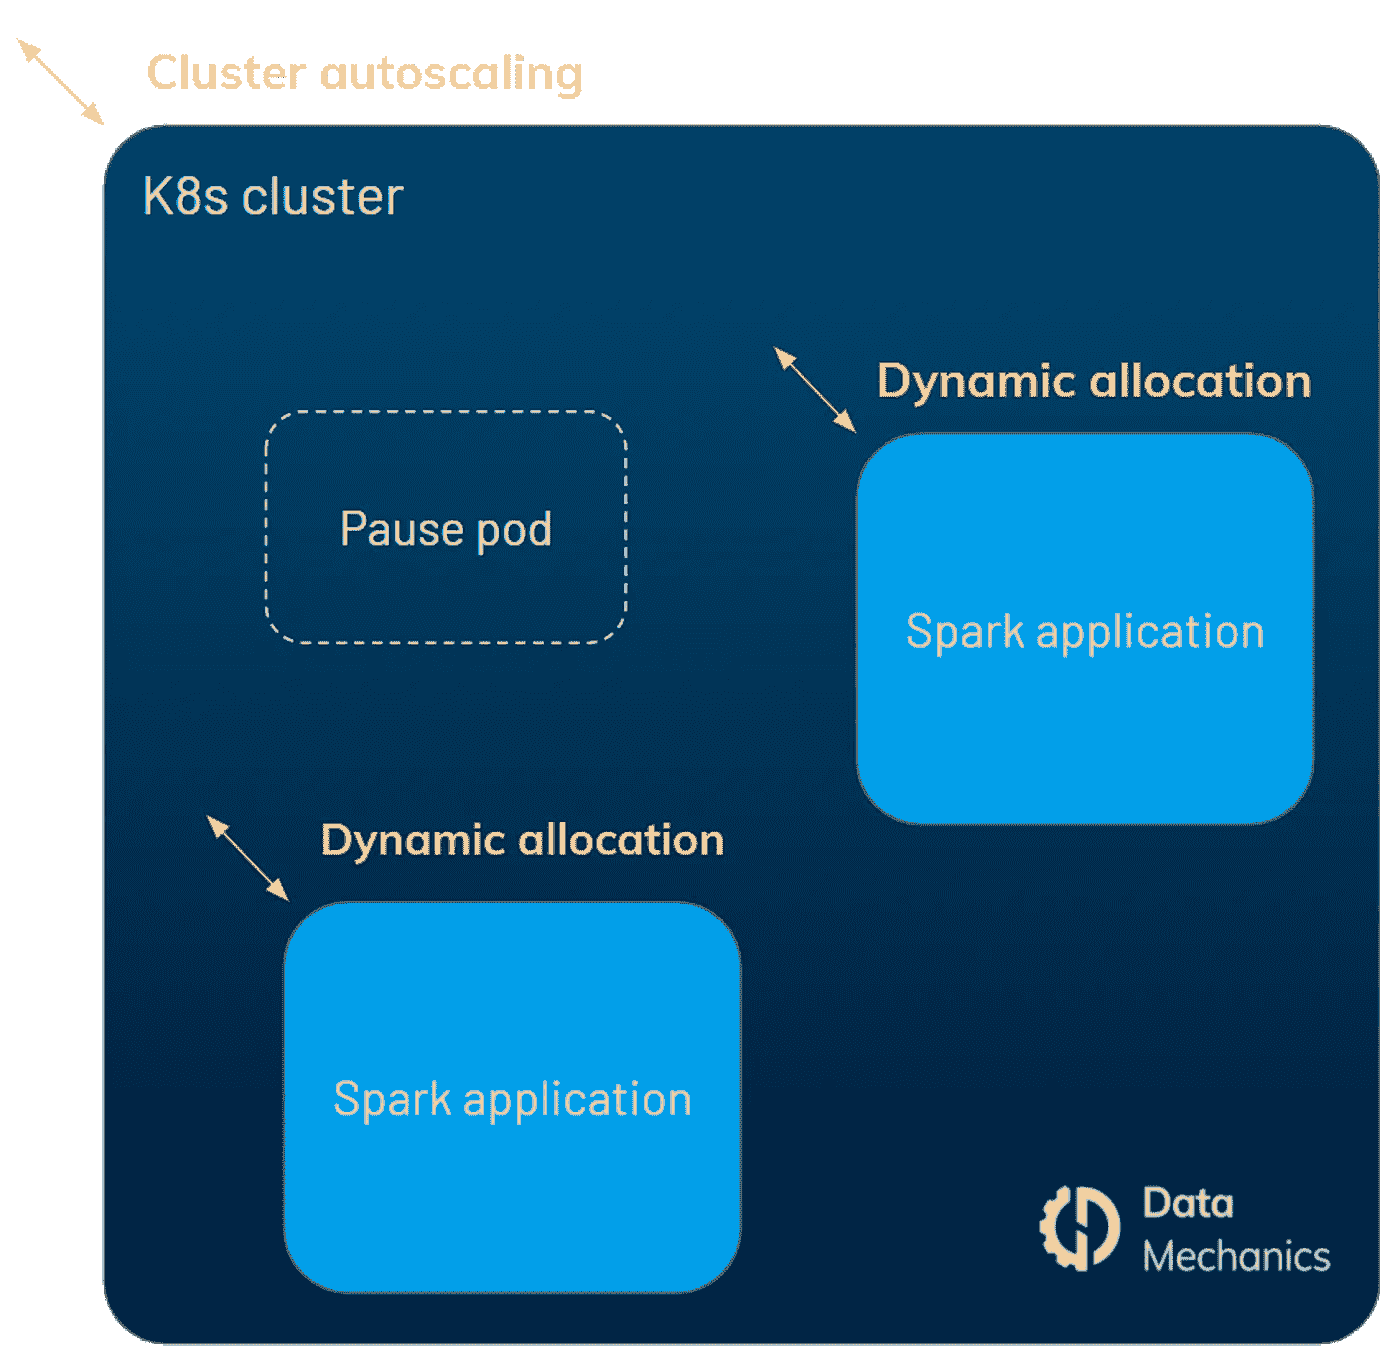 Cluster autoscaling
K8s cluster
Dynamic allocation
Pause pod
Spark application
Dynamic allocation
Spark application
Data
Mechanics